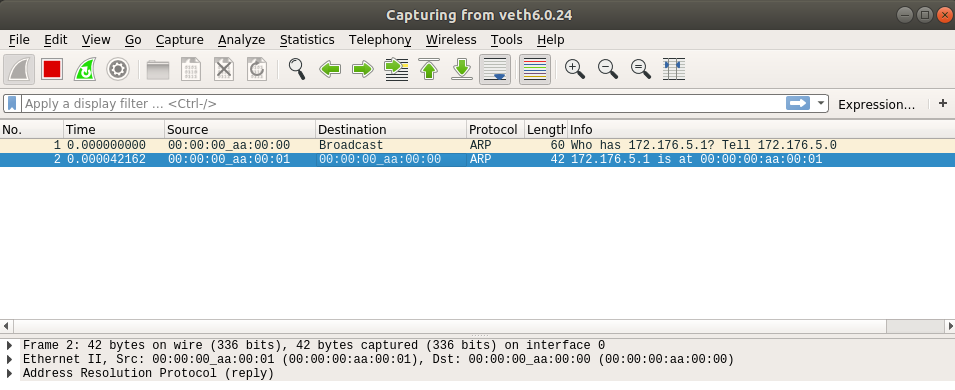 Capturing from veth6.0.24
File Edit View Go Capture Analyze Statistics Telephony Wireless Tools Help
Apply a display filter ... <Ctrl-/> Expression... +
No. Time Source Destination Protocol Length Info
1 0.000000000 00:00:00_aa:00:00 Broadcast ARP 60 Who has 172.176.5.1? Tell 172.176.5.0
2 0.000042162 00:00:00_aa:00:01 00:00:00_aa:00:00 ARP 42 172.176.5.1 is at 00:00:00:aa:00:01
Frame 2: 42 bytes on wire (336 bits), 42 bytes captured (336 bits) on interface 0
Ethernet II, Src: 00:00:00_aa:00:01 (00:00:00:aa:00:01), Dst: 00:00:00_aa:00:00 (00:00:00:aa:00:00)
Address Resolution Protocol (reply)